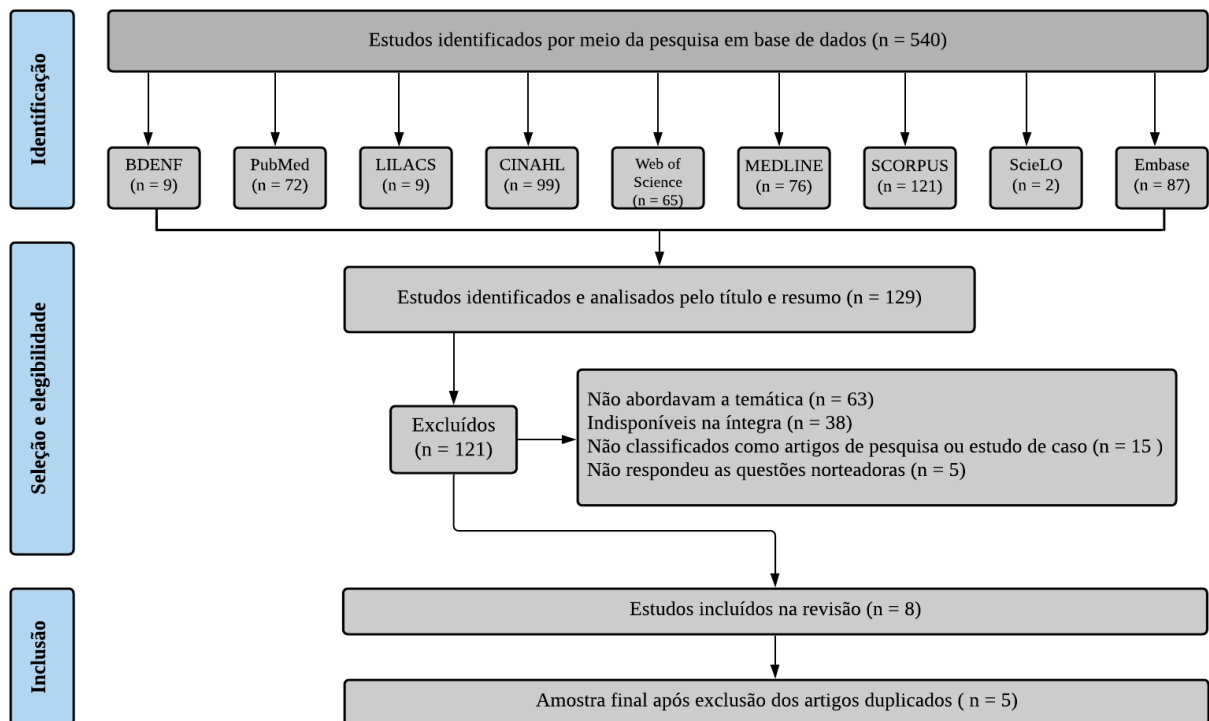 Identificação
Estudos identificados por meio da pesquisa em base de dados (n = 540)
BDENF
(n = 9)
PubMed
(n = 72)
LILACS
(n = 9)
CINAHL
(n = 99)
Web of
Science
(n = 65)
MEDLINE
(n = 76)
SCORPUS
(n = 121)
ScieLO
(n = 2)
Embase
(n = 87)
Seleção e elegibilidade
Estudos identificados e analisados pelo título e resumo (n = 129)
Excluídos
(n = 121)
Não abordavam a temática (n = 63)
Indisponíveis na íntegra (n = 38)
Não classificados como artigos de pesquisa ou estudo de caso (n = 15 )
Não respondeu as questões norteadoras (n = 5)
Inclusão
Estudos incluídos na revisão (n = 8)
Amostra final após exclusão dos artigos duplicados ( n = 5)